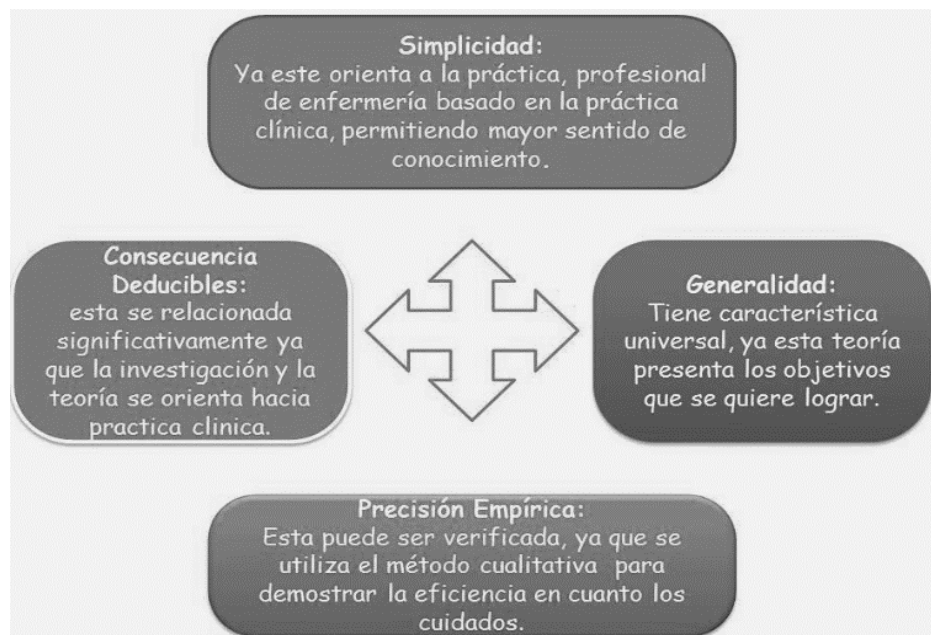 Simplicidad:
Ya este orienta a la práctica, profesional
de enfermería basado en la práctica
clínica, permitiendo mayor sentido de
conocimiento.
Consecuencia
Deducibles:
esta se relacionada
significativamente ya
que la investigación y la
teoría se orienta hacia
practica clinica.
Generalidad:
Tiene característica
universal, ya esta teoría
presenta los objetivos
que se quiere lograr.
Precisión Empírica:
Esta puede ser verificada, ya que se
utiliza el método cualitativa para
demostrar la eficiencia en cuanto los
cuidados.